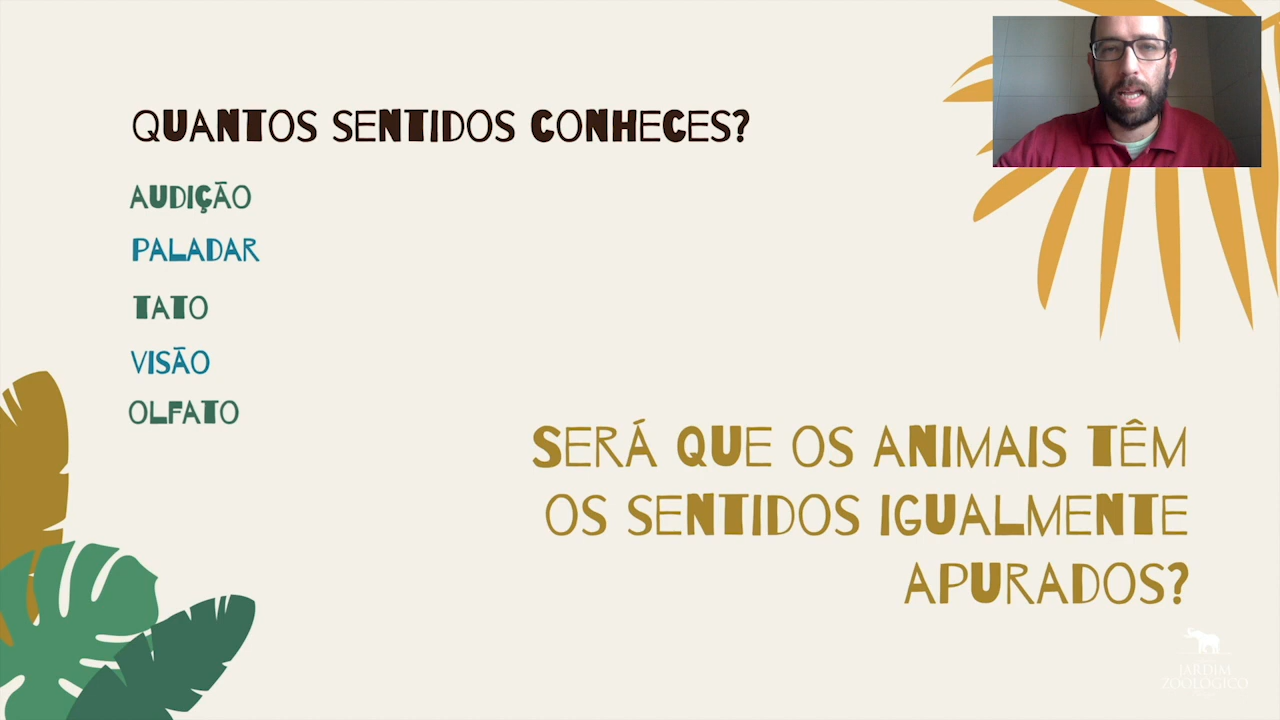 QUANTOS SENTIDOS CONHECES?
AUDIÇÃO
PALADAR
TATO
VISÃO
OLFATO
SERÁ QUE OS ANIMAIS TÊM
OS SENTIDOS IGUALMENTE
APURADOS?
JARDIM
ZOOLÓGICO